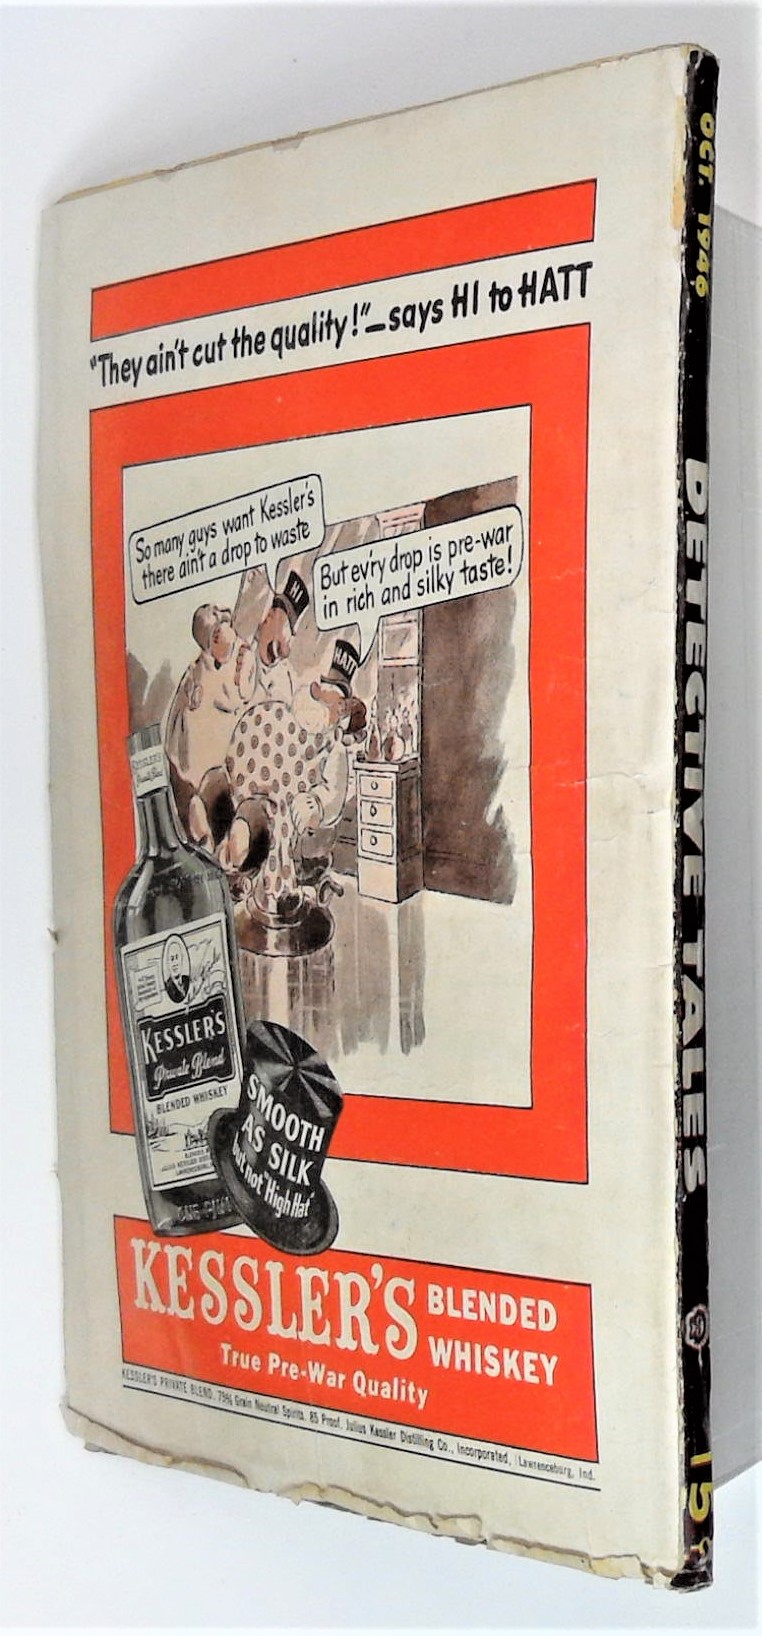 "They ain't cut the quality!"—says HI to HATT
So many guys want Kessler's
there ain't a drop to waste
But ev'ry drop is pre-war
in rich and silky taste!
HI
HATT
KESSLER'S
KESSLER'S
Private Blend
BLENDED WHISKEY
SMOOTH
AS SILK
but not "High Hat"
KESSLER'S BLENDED
WHISKEY
True Pre-War Quality
KESSLER'S PRIVATE BLEND. 79% Grain Neutral Spirits. 85 Proof. Julius Kessler Distilling Co., Incorporated, Lawrenceburg, Ind.
OCT. 1946
DETECTIVE TALES
15¢